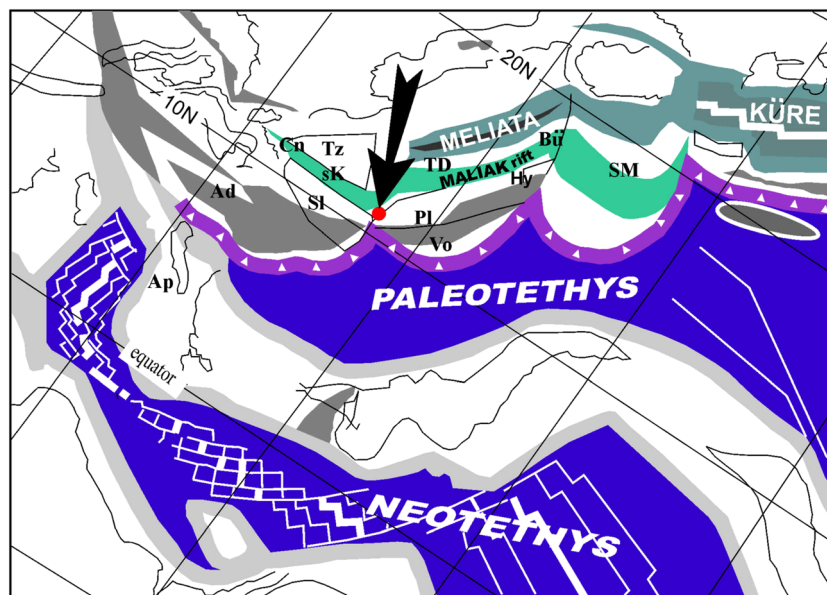 20N
10N
KÜRE
MELIATA
Cn
Tz
Bü
TD
sK
MALIAK rift
SM
Hy
Ad
Sl
Pl
Vo
Ap
PALEOTETHYS
equator
NEOTETHYS